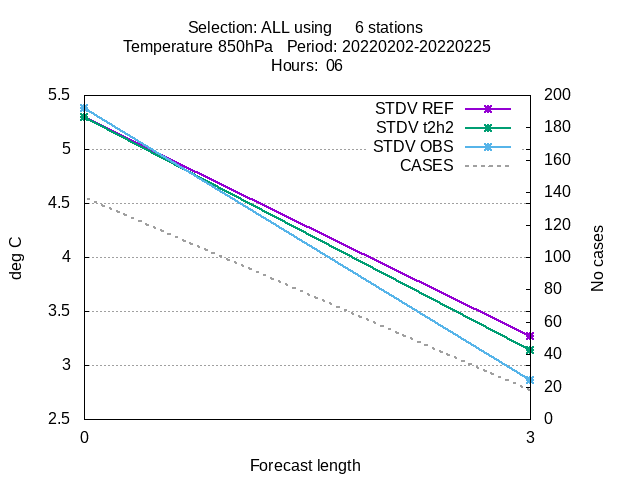 Selection: ALL using 6 stations
Temperature 850hPa Period: 20220202-20220225
Hours: 06
STDV REF
STDV t2h2
STDV OBS
CASES
5.5
5
4.5
4
3.5
3
2.5
200
180
160
140
120
100
80
60
40
20
0
deg C
No cases
0 3
Forecast length